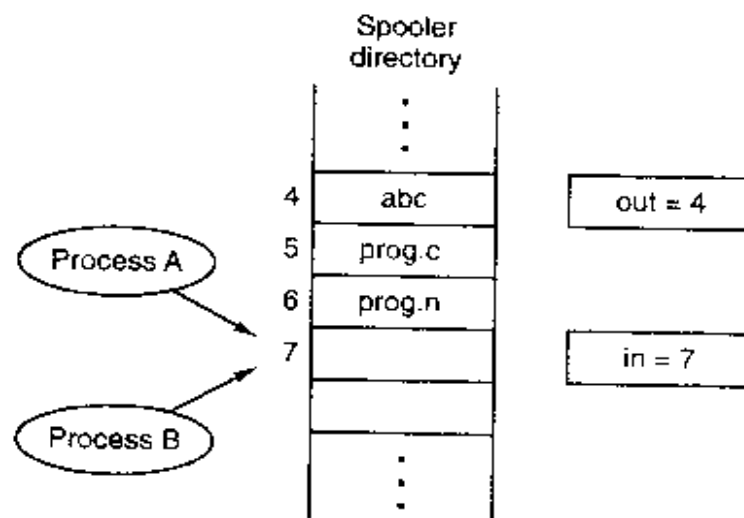 Spooler
directory
4 abc out = 4
5 prog.c
Process A
6 prog.n
7 in = 7
Process B